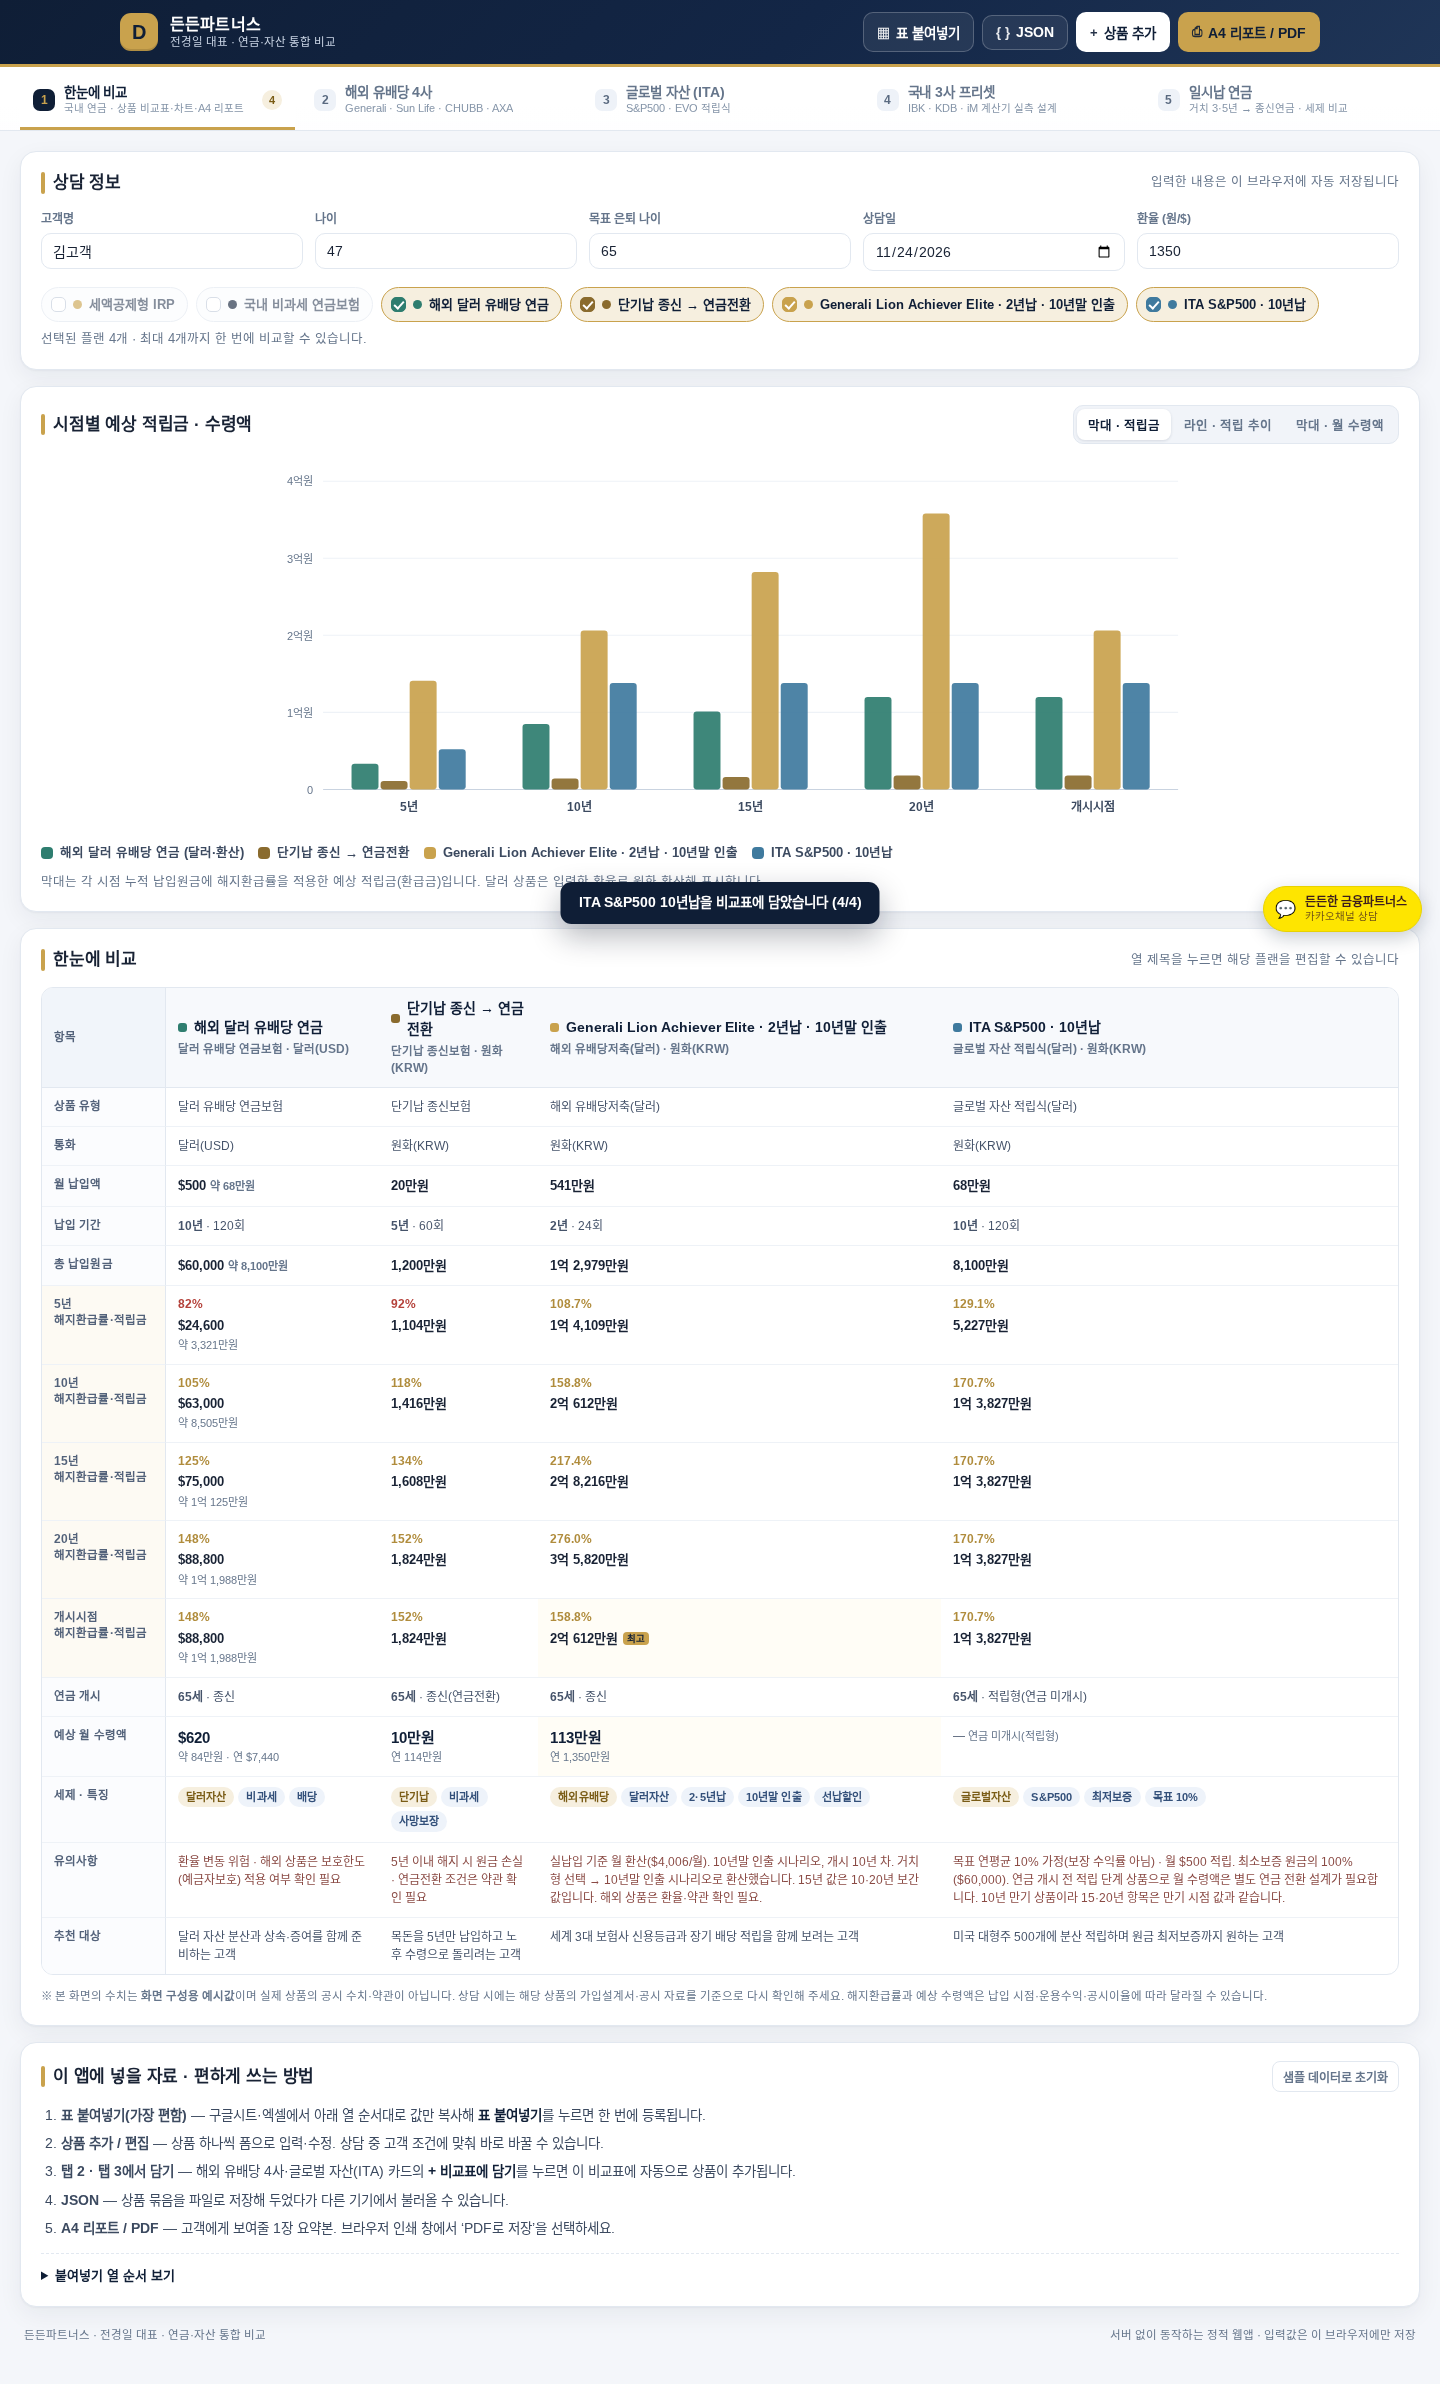 D
든든파트너스
전경일 대표 · 연금·자산 통합 비교
▦ 표 붙여넣기
{ } JSON
+ 상품 추가
⎙ A4 리포트 / PDF
1
한눈에 비교
국내 연금 · 상품 비교표·차트·A4 리포트
4
2
해외 유배당 4사
Generali · Sun Life · CHUBB · AXA
3
글로벌 자산 (ITA)
S&P500 · EVO 적립식
4
국내 3사 프리셋
IBK · KDB · iM 계산기 실측 설계
5
일시납 연금
거치 3·5년 → 종신연금 · 세제 비교
상담 정보
입력한 내용은 이 브라우저에 자동 저장됩니다
고객명
나이
목표 은퇴 나이
상담일
환율 (원/$)
김고객
47
65
11/24/2026
1350
세액공제형 IRP
국내 비과세 연금보험
해외 달러 유배당 연금
단기납 종신 → 연금전환
Generali Lion Achiever Elite · 2년납 · 10년말 인출
ITA S&P500 · 10년납
선택된 플랜 4개 · 최대 4개까지 한 번에 비교할 수 있습니다.
시점별 예상 적립금 · 수령액
막대 · 적립금
라인 · 적립 추이
막대 · 월 수령액
4억원
3억원
2억원
1억원
0
5년
10년
15년
20년
개시시점
해외 달러 유배당 연금 (달러·환산)
단기납 종신 → 연금전환
Generali Lion Achiever Elite · 2년납 · 10년말 인출
ITA S&P500 · 10년납
막대는 각 시점 누적 납입원금에 해지환급률을 적용한 예상 적립금(환급금)입니다. 달러 상품은 입력한 환율로 원화 환산해 표시합니다.
ITA S&P500 10년납을 비교표에 담았습니다 (4/4)
든든한 금융파트너스
카카오채널 상담
한눈에 비교
열 제목을 누르면 해당 플랜을 편집할 수 있습니다
항목
해외 달러 유배당 연금
달러 유배당 연금보험 · 달러(USD)
단기납 종신 → 연금
전환
단기납 종신보험 · 원화
(KRW)
Generali Lion Achiever Elite · 2년납 · 10년말 인출
해외 유배당저축(달러) · 원화(KRW)
ITA S&P500 · 10년납
글로벌 자산 적립식(달러) · 원화(KRW)
상품 유형
달러 유배당 연금보험
단기납 종신보험
해외 유배당저축(달러)
글로벌 자산 적립식(달러)
통화
달러(USD)
원화(KRW)
원화(KRW)
원화(KRW)
월 납입액
$500 약 68만원
20만원
541만원
68만원
납입 기간
10년 · 120회
5년 · 60회
2년 · 24회
10년 · 120회
총 납입원금
$60,000 약 8,100만원
1,200만원
1억 2,979만원
8,100만원
5년
해지환급률·적립금
82%
$24,600
약 3,321만원
92%
1,104만원
108.7%
1억 4,109만원
129.1%
5,227만원
10년
해지환급률·적립금
105%
$63,000
약 8,505만원
118%
1,416만원
158.8%
2억 612만원
170.7%
1억 3,827만원
15년
해지환급률·적립금
125%
$75,000
약 1억 125만원
134%
1,608만원
217.4%
2억 8,216만원
170.7%
1억 3,827만원
20년
해지환급률·적립금
148%
$88,800
약 1억 1,988만원
152%
1,824만원
276.0%
3억 5,820만원
170.7%
1억 3,827만원
개시시점
해지환급률·적립금
148%
$88,800
약 1억 1,988만원
152%
1,824만원
158.8%
2억 612만원 최고
170.7%
1억 3,827만원
연금 개시
65세 · 종신
65세 · 종신(연금전환)
65세 · 종신
65세 · 적립형(연금 미개시)
예상 월 수령액
$620
약 84만원 · 연 $7,440
10만원
연 114만원
113만원
연 1,350만원
— 연금 미개시(적립형)
세제 · 특징
달러자산 비과세 배당
단기납 비과세
사망보장
해외유배당 달러자산 2·5년납 10년말 인출 선납할인
글로벌자산 S&P500 최저보증 목표 10%
유의사항
환율 변동 위험 · 해외 상품은 보호한도
(예금자보호) 적용 여부 확인 필요
5년 이내 해지 시 원금 손실
· 연금전환 조건은 약관 확
인 필요
실납입 기준 월 환산($4,006/월). 10년말 인출 시나리오, 개시 10년 차. 거치
형 선택 → 10년말 인출 시나리오로 환산했습니다. 15년 값은 10·20년 보간
값입니다. 해외 상품은 환율·약관 확인 필요.
목표 연평균 10% 가정(보장 수익률 아님) · 월 $500 적립. 최소보증 원금의 100%
($60,000). 연금 개시 전 적립 단계 상품으로 월 수령액은 별도 연금 전환 설계가 필요합
니다. 10년 만기 상품이라 15·20년 항목은 만기 시점 값과 같습니다.
추천 대상
달러 자산 분산과 상속·증여를 함께 준
비하는 고객
목돈을 5년만 납입하고 노
후 수령으로 돌리려는 고객
세계 3대 보험사 신용등급과 장기 배당 적립을 함께 보려는 고객
미국 대형주 500개에 분산 적립하며 원금 최저보증까지 원하는 고객
※ 본 화면의 수치는 화면 구성용 예시값이며 실제 상품의 공시 수치·약관이 아닙니다. 상담 시에는 해당 상품의 가입설계서·공시 자료를 기준으로 다시 확인해 주세요. 해지환급률과 예상 수령액은 납입 시점·운용수익·공시이율에 따라 달라질 수 있습니다.
이 앱에 넣을 자료 · 편하게 쓰는 방법
샘플 데이터로 초기화
1. 표 붙여넣기(가장 편함) — 구글시트·엑셀에서 아래 열 순서대로 값만 복사해 표 붙여넣기를 누르면 한 번에 등록됩니다.
2. 상품 추가 / 편집 — 상품 하나씩 폼으로 입력·수정. 상담 중 고객 조건에 맞춰 바로 바꿀 수 있습니다.
3. 탭 2 · 탭 3에서 담기 — 해외 유배당 4사·글로벌 자산(ITA) 카드의 + 비교표에 담기를 누르면 이 비교표에 자동으로 상품이 추가됩니다.
4. JSON — 상품 묶음을 파일로 저장해 두었다가 다른 기기에서 불러올 수 있습니다.
5. A4 리포트 / PDF — 고객에게 보여줄 1장 요약본. 브라우저 인쇄 창에서 ‘PDF로 저장’을 선택하세요.
▶ 붙여넣기 열 순서 보기
든든파트너스 · 전경일 대표 · 연금·자산 통합 비교
서버 없이 동작하는 정적 웹앱 · 입력값은 이 브라우저에만 저장